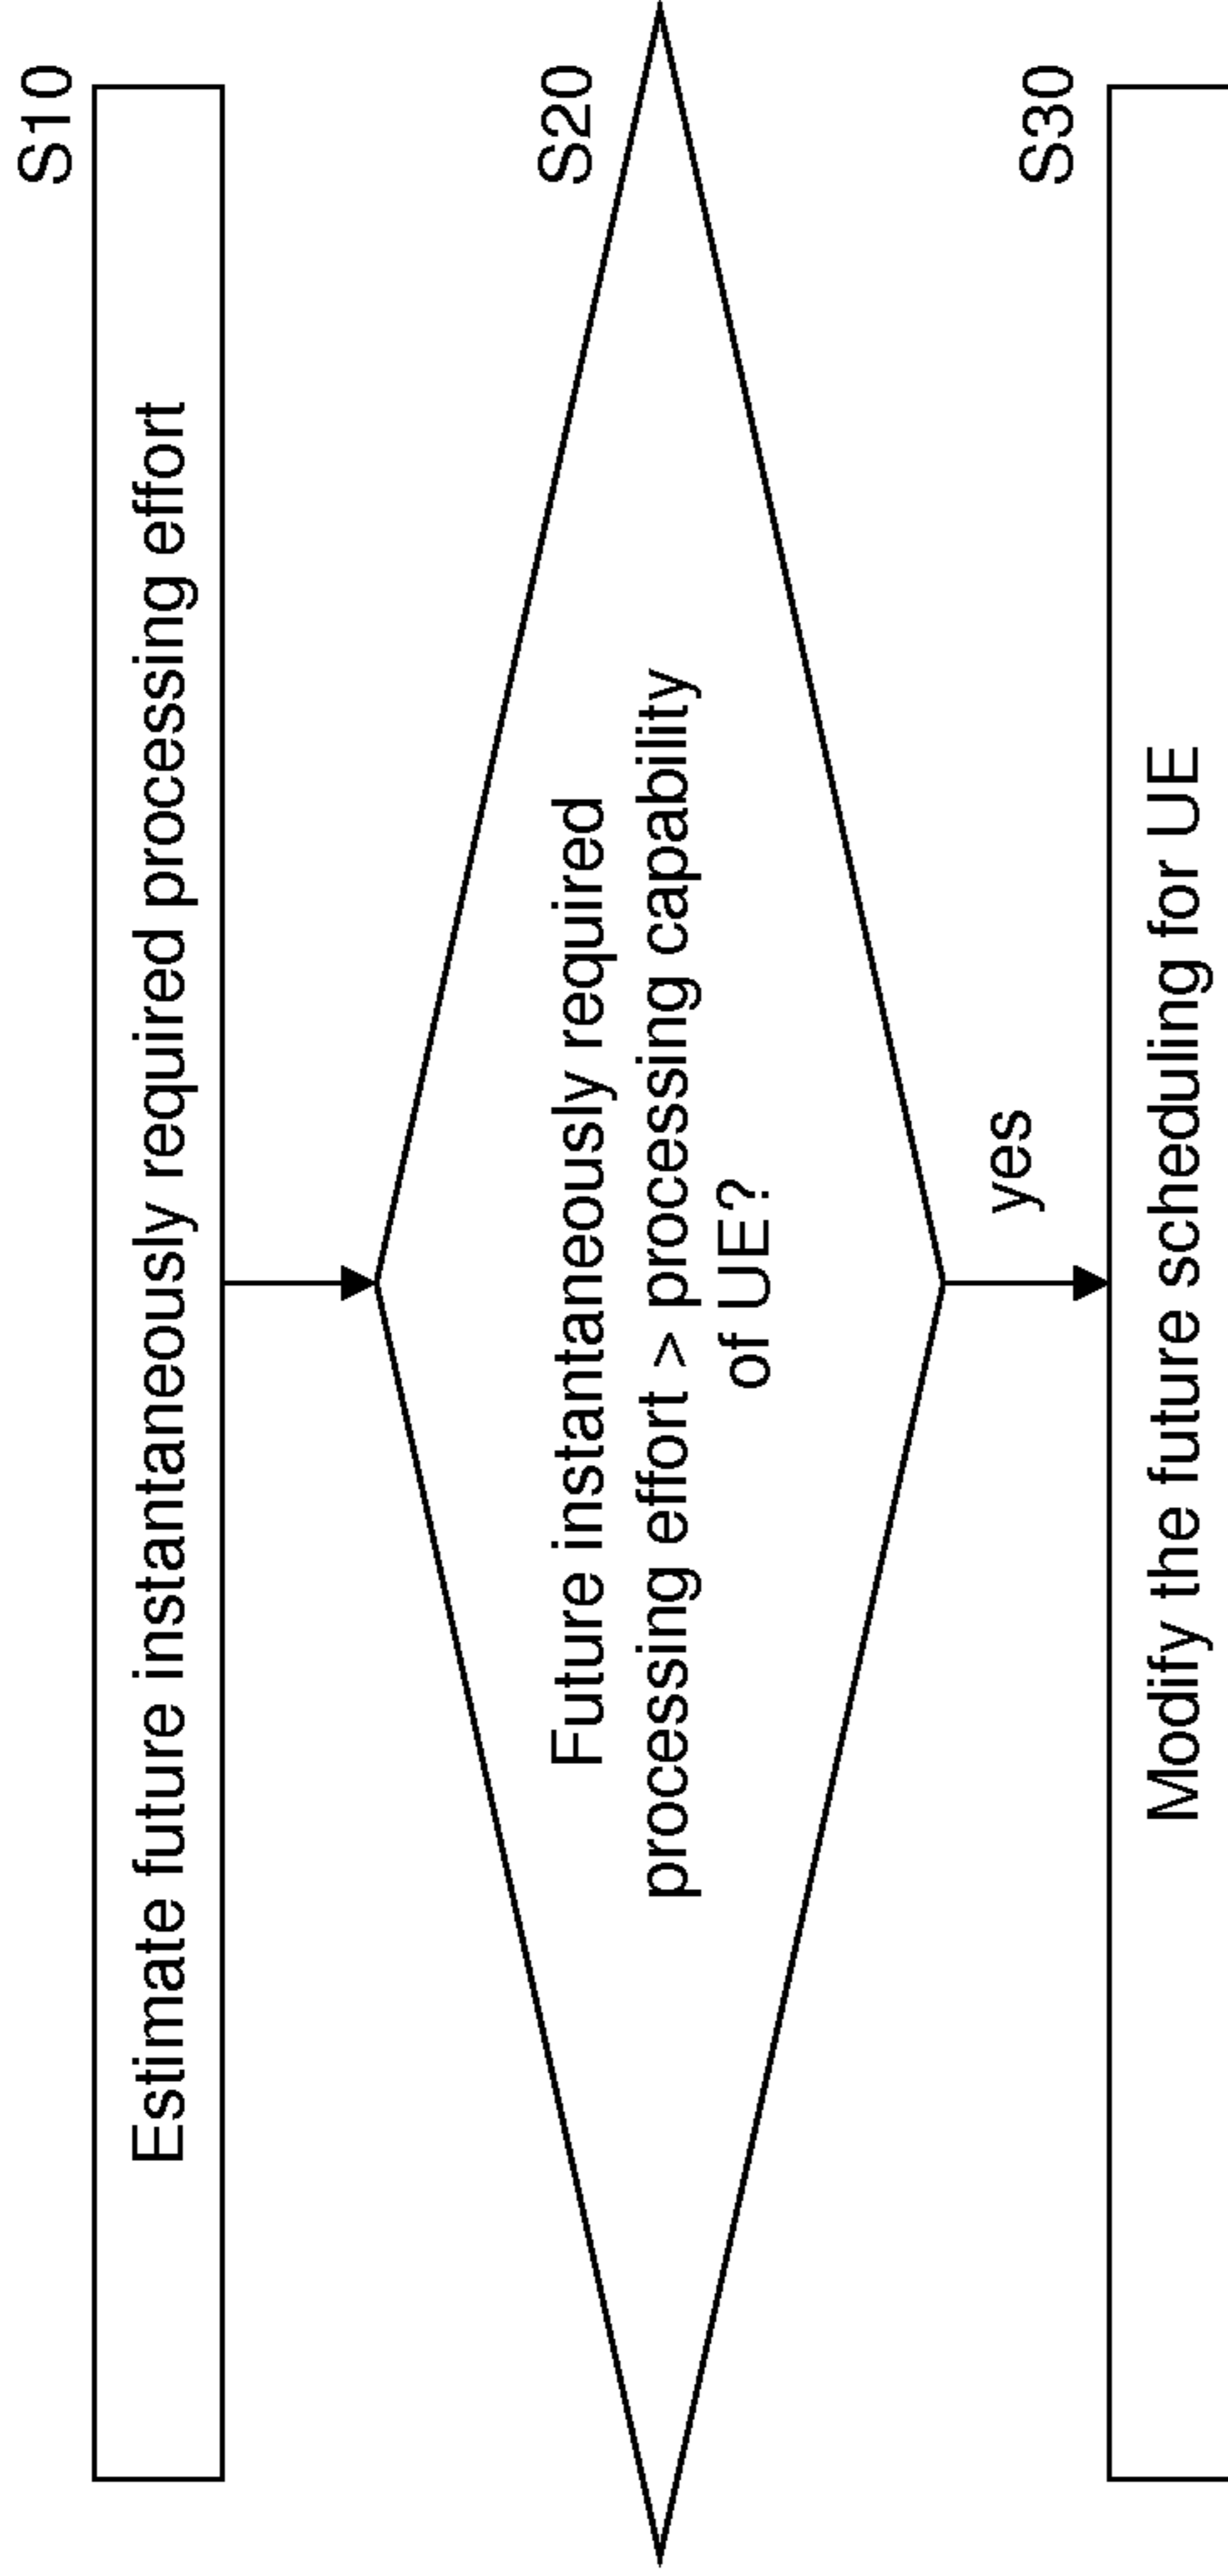 S10
Estimate future instantaneously required processing effort
S20
Future instantaneously required
processing effort > processing capability
of UE?
yes
S30
Modify the future scheduling for UE